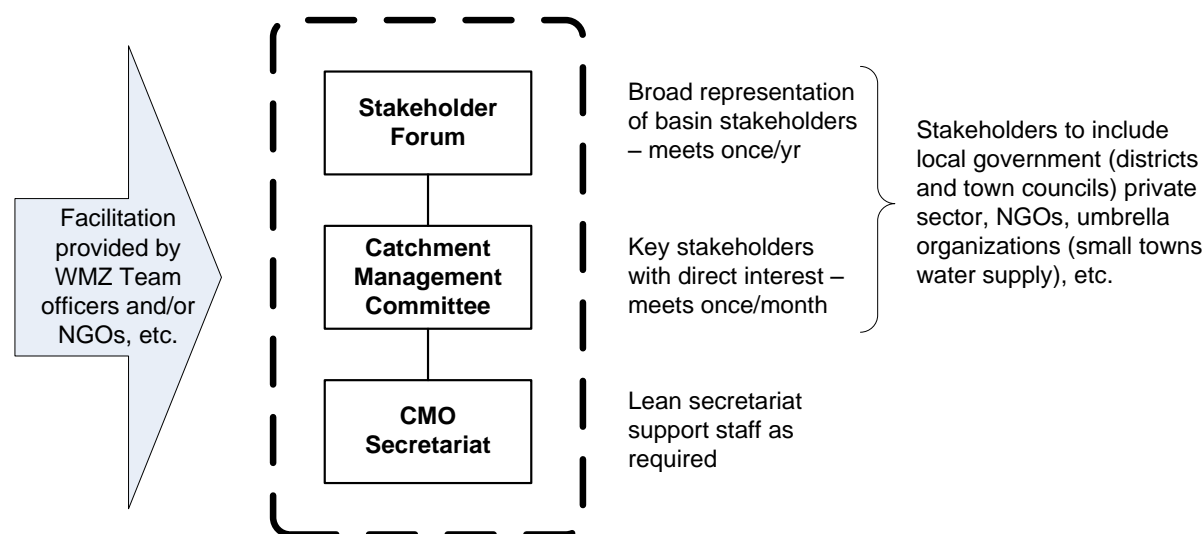 Facilitation
provided by
WMZ Team
officers and/or
NGOs, etc.
Stakeholder
Forum
Catchment
Management
Committee
CMO
Secretariat
Broad representation
of basin stakeholders
– meets once/yr
Key stakeholders
with direct interest –
meets once/month
Lean secretariat
support staff as
required
Stakeholders to include
local government (districts
and town councils) private
sector, NGOs, umbrella
organizations (small towns
water supply), etc.